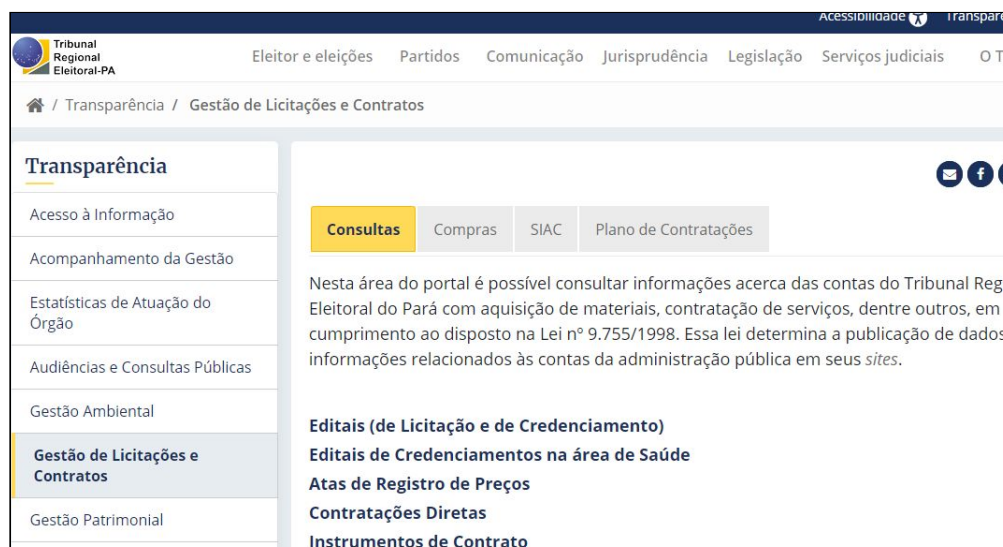 Acessibilidade
Tribunal
Regional
Eleitoral-PA
Eleitor e eleições Partidos Comunicação Jurisprudência Legislação Serviços judiciais O T
/ Transparência / Gestão de Licitações e Contratos
Transparência
Acesso à Informação
Acompanhamento da Gestão
Estatísticas de Atuação do
Órgão
Audiências e Consultas Públicas
Gestão Ambiental
Gestão de Licitações e
Contratos
Gestão Patrimonial
Consultas Compras SIAC Plano de Contratações
Nesta área do portal é possível consultar informações acerca das contas do Tribunal Reg
Eleitoral do Pará com aquisição de materiais, contratação de serviços, dentre outros, em
cumprimento ao disposto na Lei nº 9.755/1998. Essa lei determina a publicação de dados
informações relacionados às contas da administração pública em seus sites.
Editais (de Licitação e de Credenciamento)
Editais de Credenciamentos na área de Saúde
Atas de Registro de Preços
Contratações Diretas
Instrumentos de Contrato